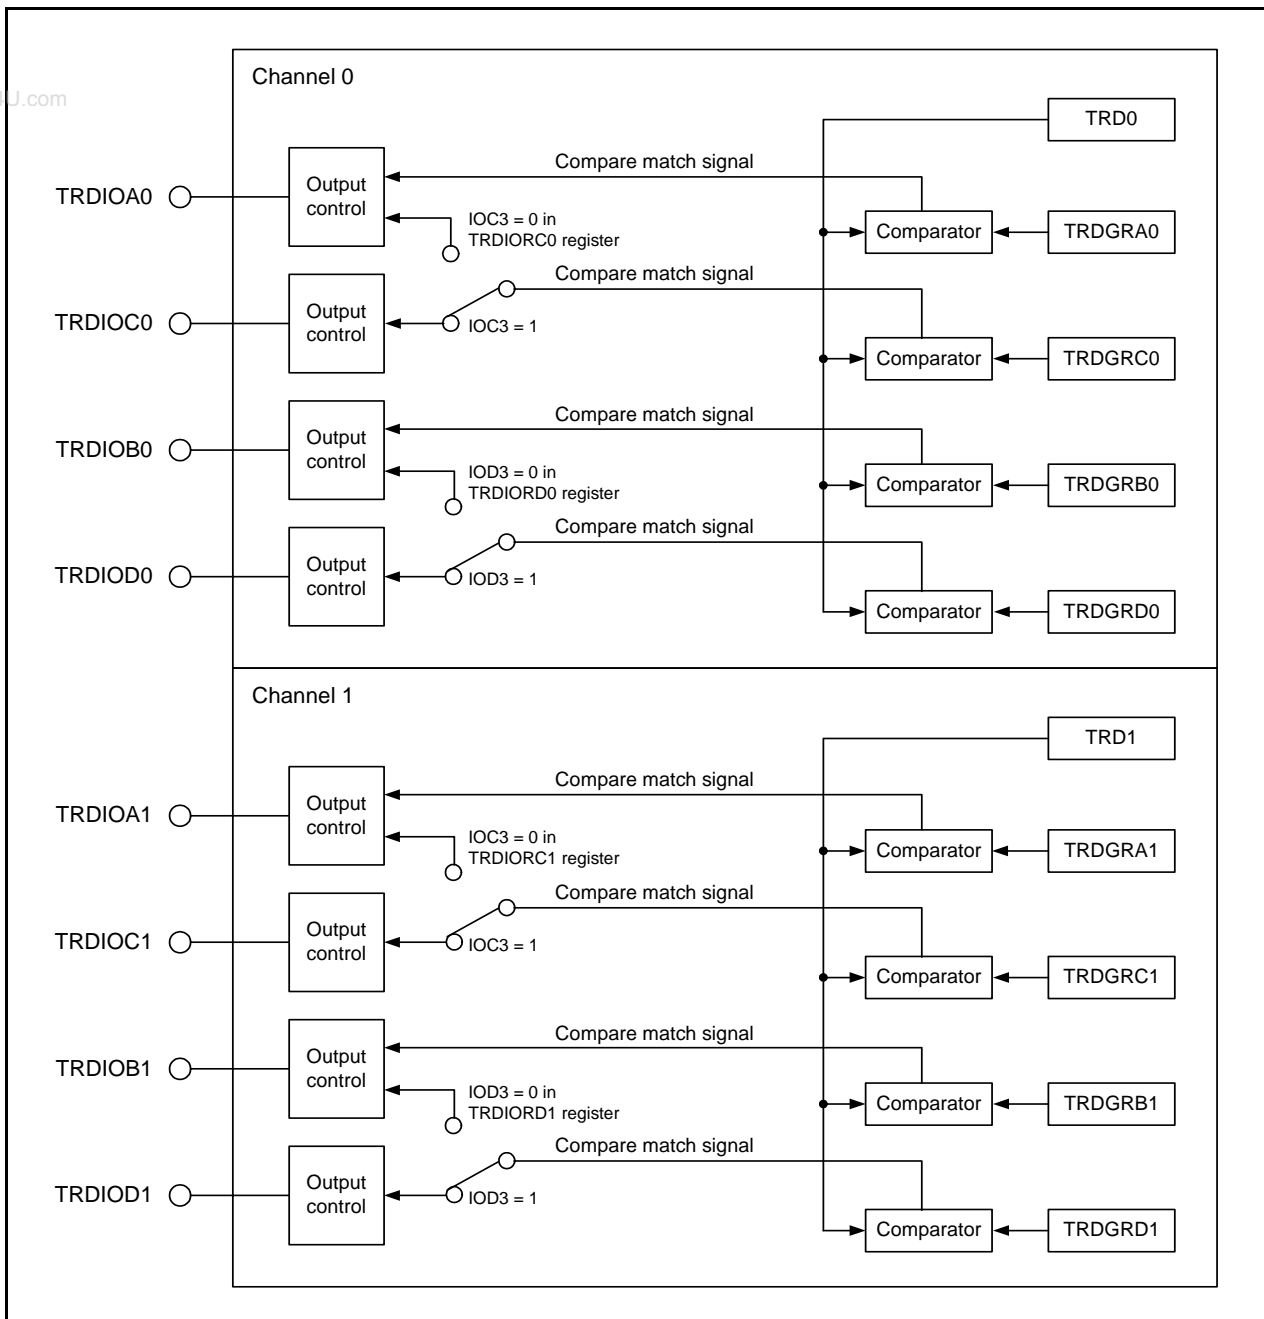 Channel 0
U.com
TRD0
Compare match signal
TRDIOA0
Output
control
IOC3 = 0 in
TRDIORC0 register
Comparator
TRDGRA0
Compare match signal
TRDIOC0
Output
control
IOC3 = 1
Comparator
TRDGRC0
Compare match signal
TRDIOB0
Output
control
IOD3 = 0 in
TRDIORD0 register
Comparator
TRDGRB0
Compare match signal
TRDIOD0
Output
control
IOD3 = 1
Comparator
TRDGRD0
Channel 1
TRD1
Compare match signal
TRDIOA1
Output
control
IOC3 = 0 in
TRDIORC1 register
Comparator
TRDGRA1
Compare match signal
TRDIOC1
Output
control
IOC3 = 1
Comparator
TRDGRC1
Compare match signal
TRDIOB1
Output
control
IOD3 = 0 in
TRDIORD1 register
Comparator
TRDGRB1
Compare match signal
TRDIOD1
Output
control
IOD3 = 1
Comparator
TRDGRD1